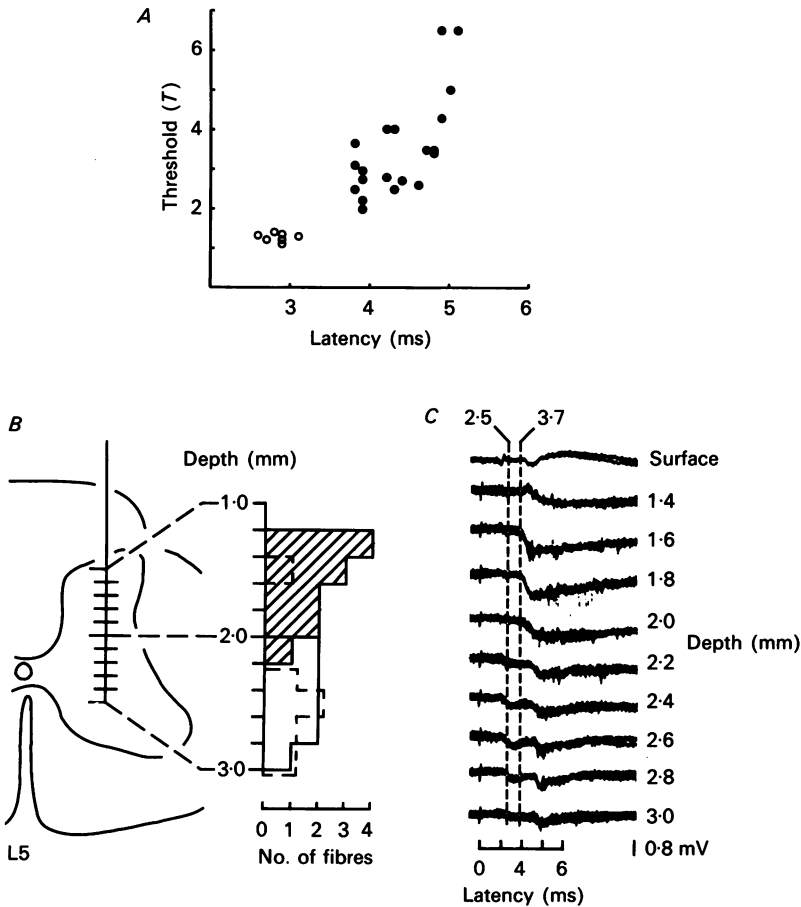 A
6
4
2
Threshold (T)
3 4 5 6
Latency (ms)
B
Depth (mm)
1·0
2·0
3·0
0 1 2 3 4
No. of fibres
L5
C
2·5 3·7
Surface
1·4
1·6
1·8
2·0
2·2
2·4
2·6
2·8
3·0
Depth (mm)
0·8 mV
0 4 6
Latency (ms)